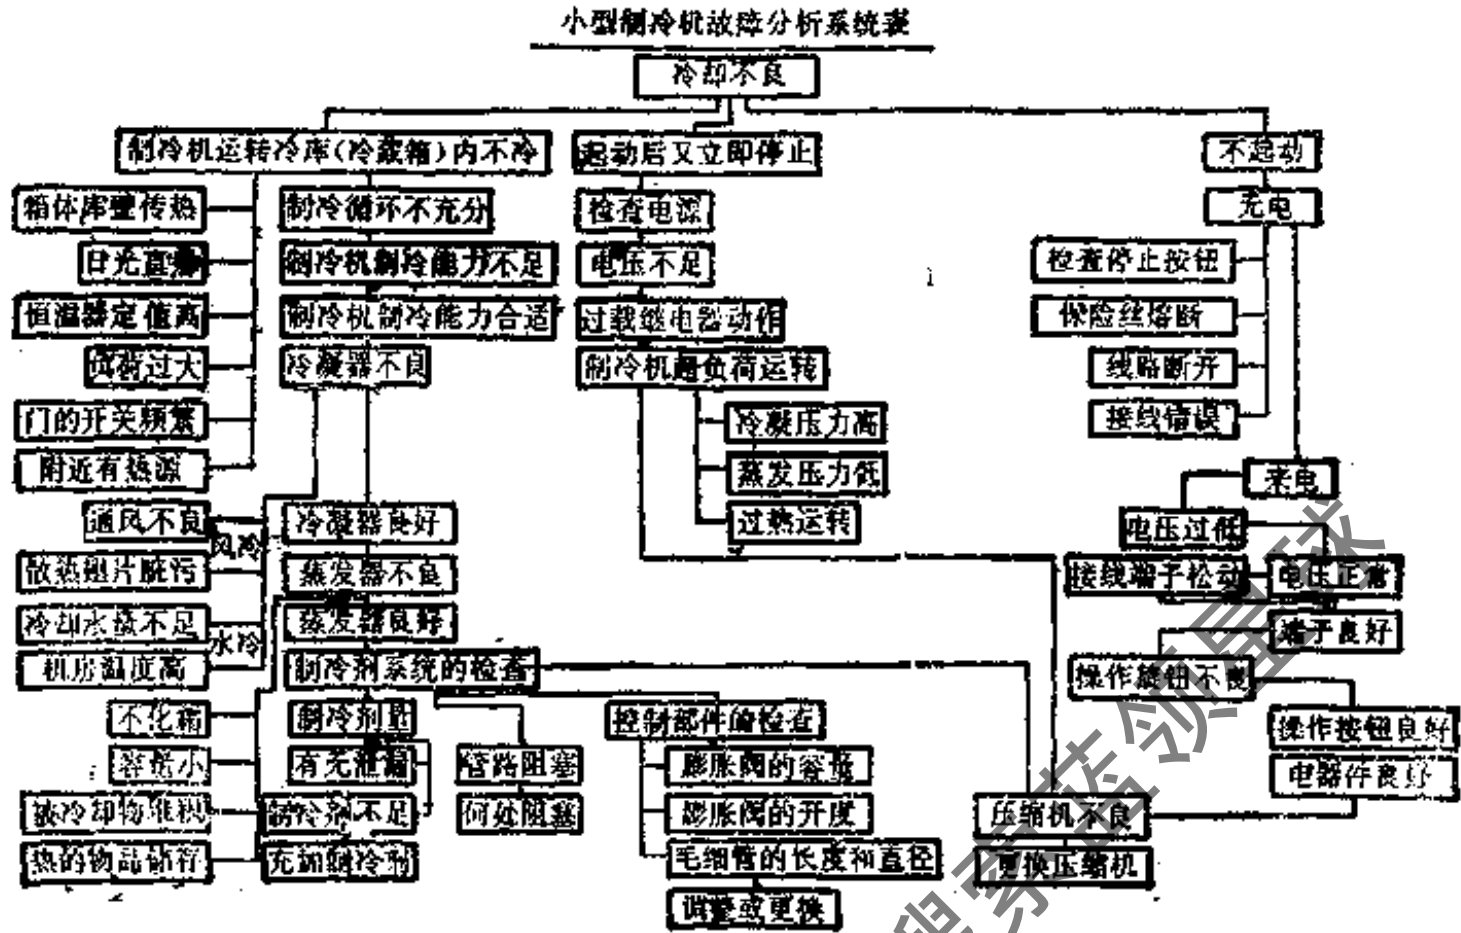 小型制冷机故障分析系统表
冷却不良
制冷机运转冷库(冷藏箱)内不冷
起动后又立即停止
不起动
箱体库壁传热
制冷循环不充分
检查电源
无电
日光直
制冷机制冷能力不足
电压不足
检查停止按钮
恒温器定值高
制冷机制冷能力合适
过载继电器动作
保险丝熔断
负荷过大
冷凝器不良
制冷机超负荷运转
线路断开
门的开关频繁
冷凝压力高
接线错误
附近有热源
蒸发压力低
来电
通风不良
风冷
冷凝器良好
过热运转
电压过低
散热翅片脏污
蒸发器不良
接线端子松动
电压正常
冷却水量不足
水冷
蒸发器良好
端子良好
机房温度高
制冷剂系统的检查
操作旋钮不良
不化霜
制冷剂量
控制部件的检查
操作按钮良好
容易小
有无泄漏
管路阻塞
膨胀阀的容量
电器件良好
被冷却物堆积
制冷剂不足
何处阻塞
膨胀阀的开度
压缩机不良
热的物品储存
充加制冷剂
毛细管的长度和直径
更换压缩机
调整或更换
搜索蓝领星球